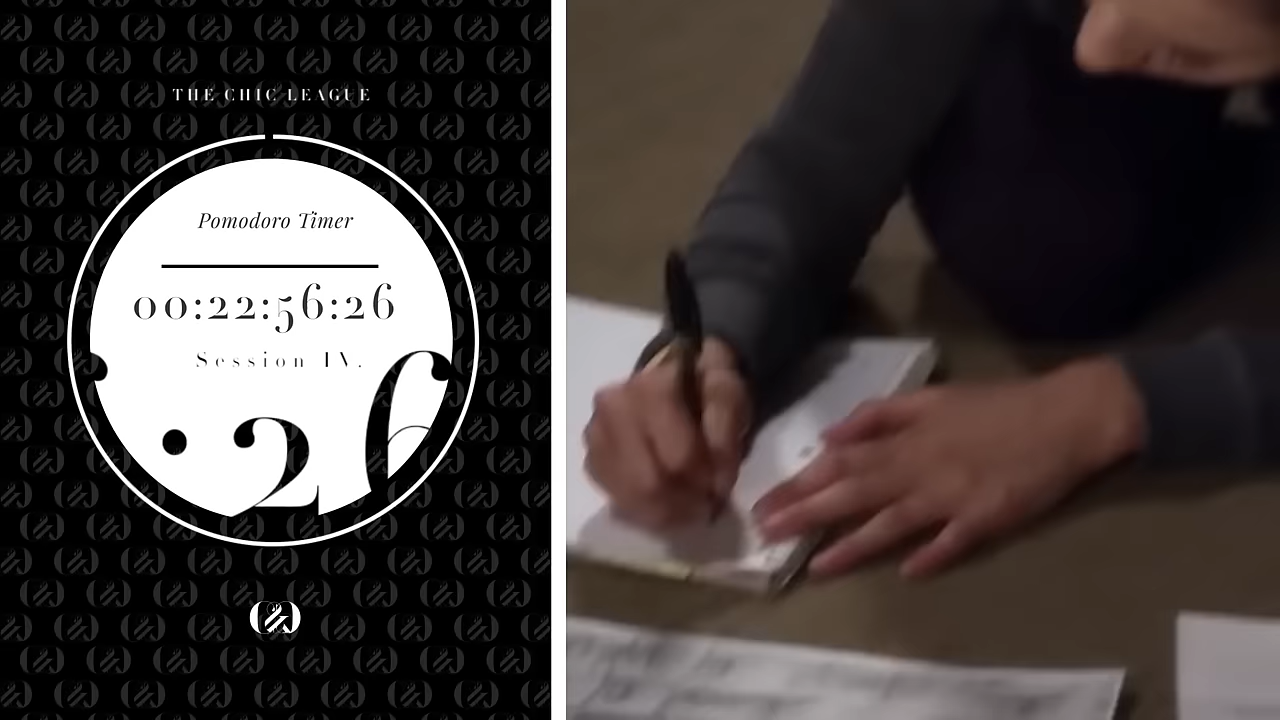 THE CHIC LEAGUE
Pomodoro Timer
00:22:56:26
Session IV.
:26